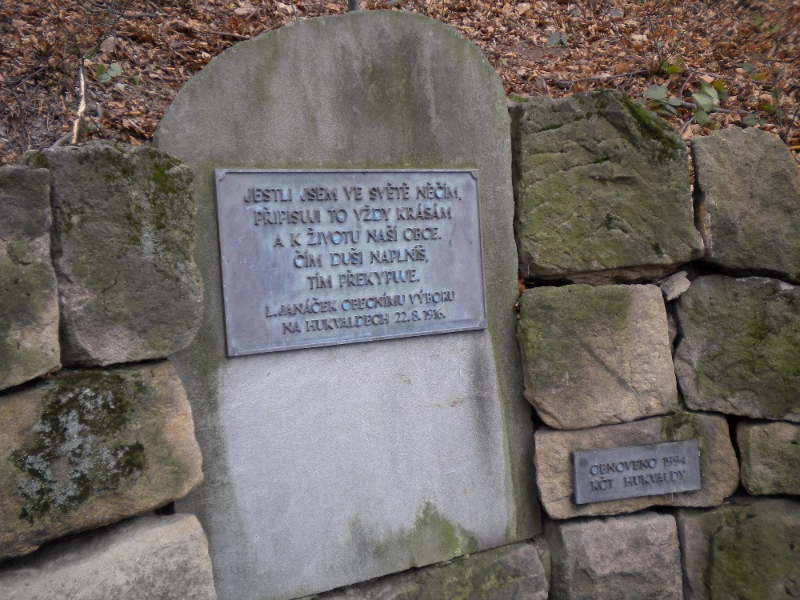 JESTLI JSEM VE SVĚTĚ NĚČÍM,
PŘIPISUJI TO VŽDY KRÁSÁM
A K ŽIVOTU NAŠÍ OBCE.
ČÍM DUŠI NAPLNÍŠ,
TÍM PŘEKYPUJE.
L. JANÁČEK OBECNÍMU VÝBORU
NA HUKVALDECH 22.8.1916.
OBNOVENO 1994
KČT HUKVALDY